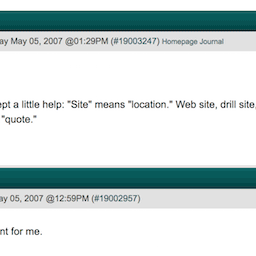 ay May 05, 2007 @01:29PM (#19003247) Homepage Journal
ept a little help: "Site" means "location." Web site, drill site,
"quote."
ay 05, 2007 @12:59PM (#19002957)
nt for me.